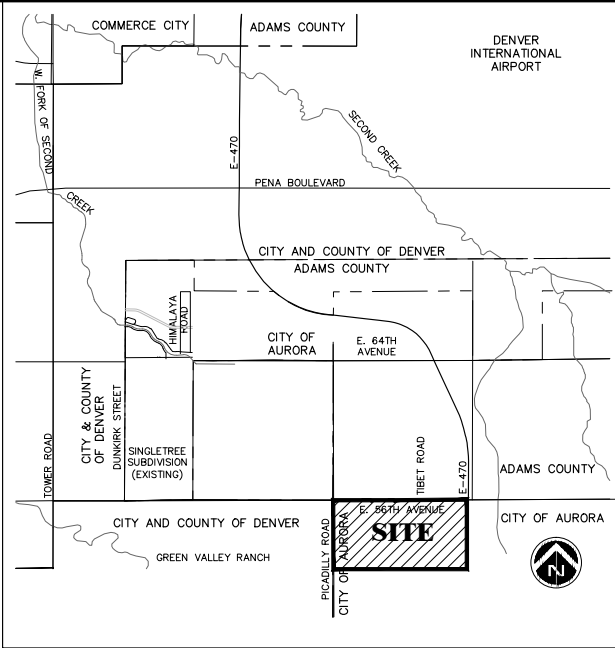 COMMERCE CITY
ADAMS COUNTY
DENVER
INTERNATIONAL
AIRPORT
W. FORK OF SECOND
CREEK
E-470
SECOND CREEK
PENA BOULEVARD
CITY AND COUNTY OF DENVER
ADAMS COUNTY
HIMALAYA
ROAD
CITY OF
AURORA
E. 64TH
AVENUE
TOWER ROAD
CITY & COUNTY
OF DENVER
DUNKIRK STREET
SINGLETREE
SUBDIVISION
(EXISTING)
TIBET ROAD
E-470
ADAMS COUNTY
CITY AND COUNTY OF DENVER
GREEN VALLEY RANCH
PICADILLY ROAD
CITY OF AURORA
E. 56TH AVENUE
SITE
CITY OF AURORA
N